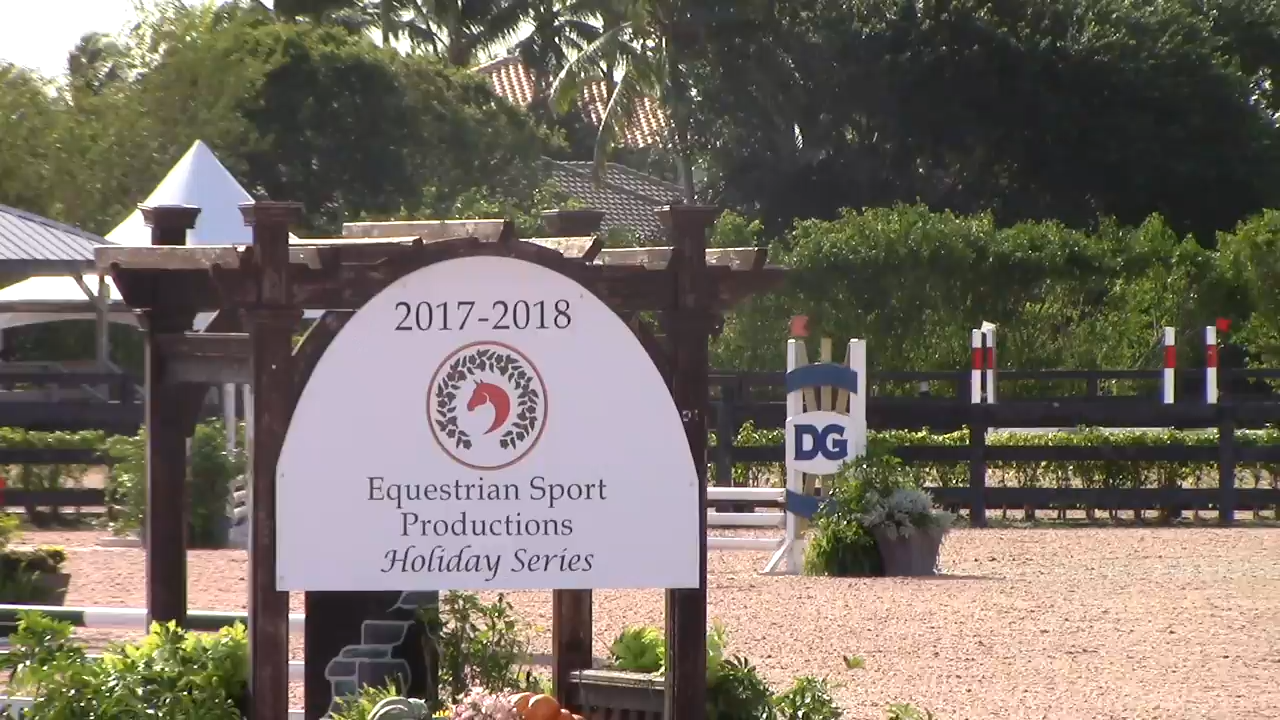 2017-2018
Equestrian Sport
Productions
Holiday Series
DG